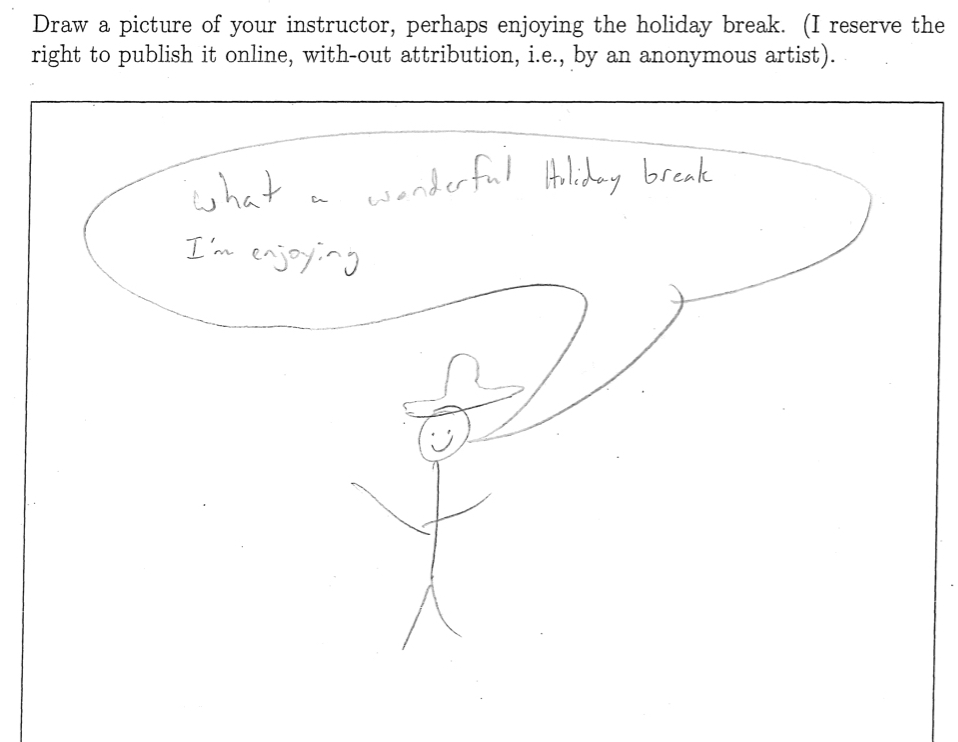 Draw a picture of your instructor, perhaps enjoying the holiday break. (I reserve the
right to publish it online, with-out attribution, i.e., by an anonymous artist).
What a wonderful Holiday break
I'm enjoying